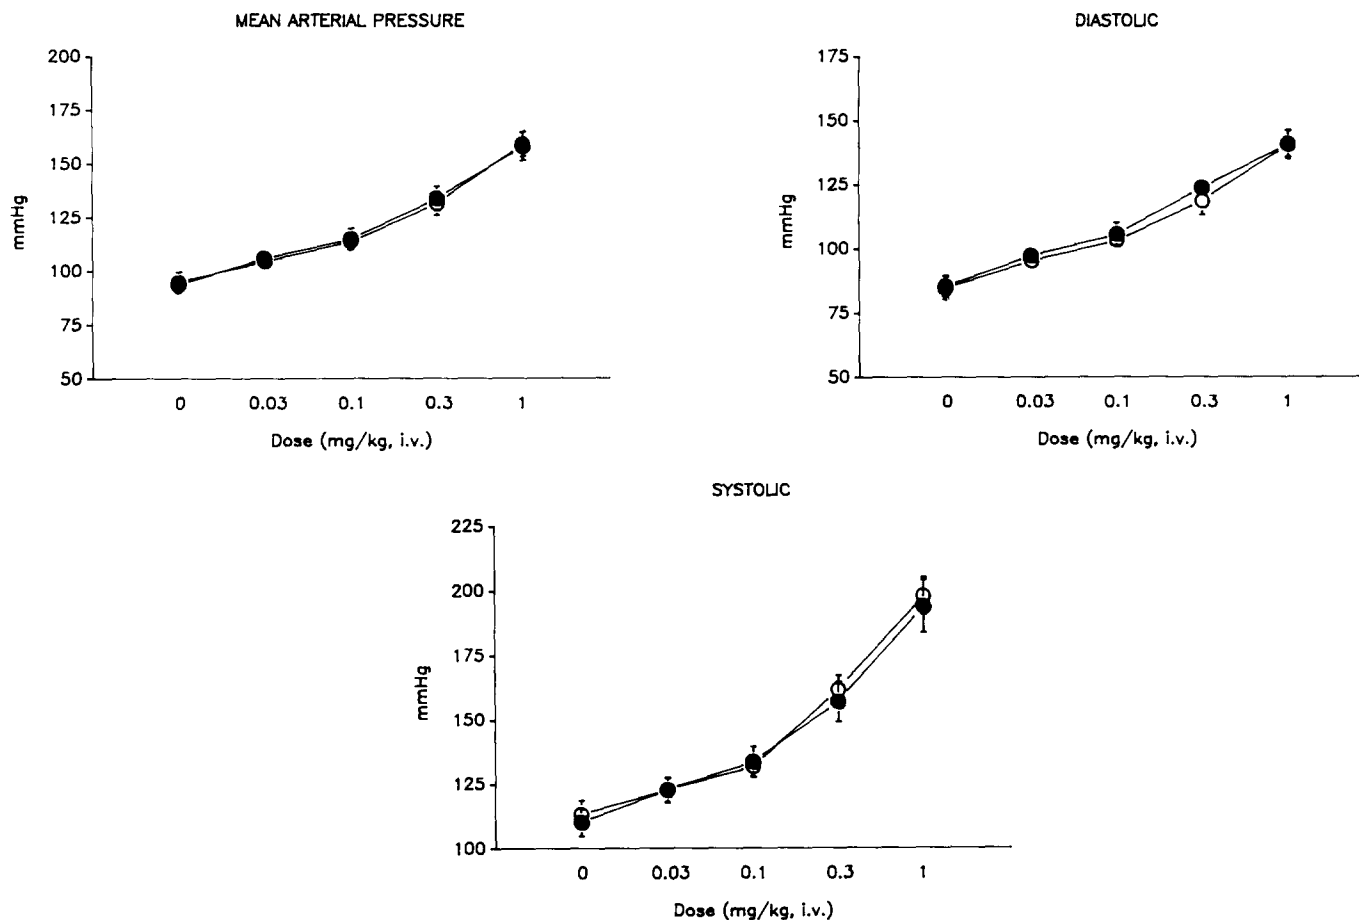 MEAN ARTERIAL PRESSURE
200
175
150
125
100
75
50
mmHg
0 0.03 0.1 0.3 1
Dose (mg/kg, i.v.)
DIASTOLIC
175
150
125
100
75
50
mmHg
0 0.03 0.1 0.3 1
Dose (mg/kg, i.v.)
SYSTOLIC
225
200
175
150
125
100
mmHg
0 0.03 0.1 0.3 1
Dose (mg/kg, i.v.)